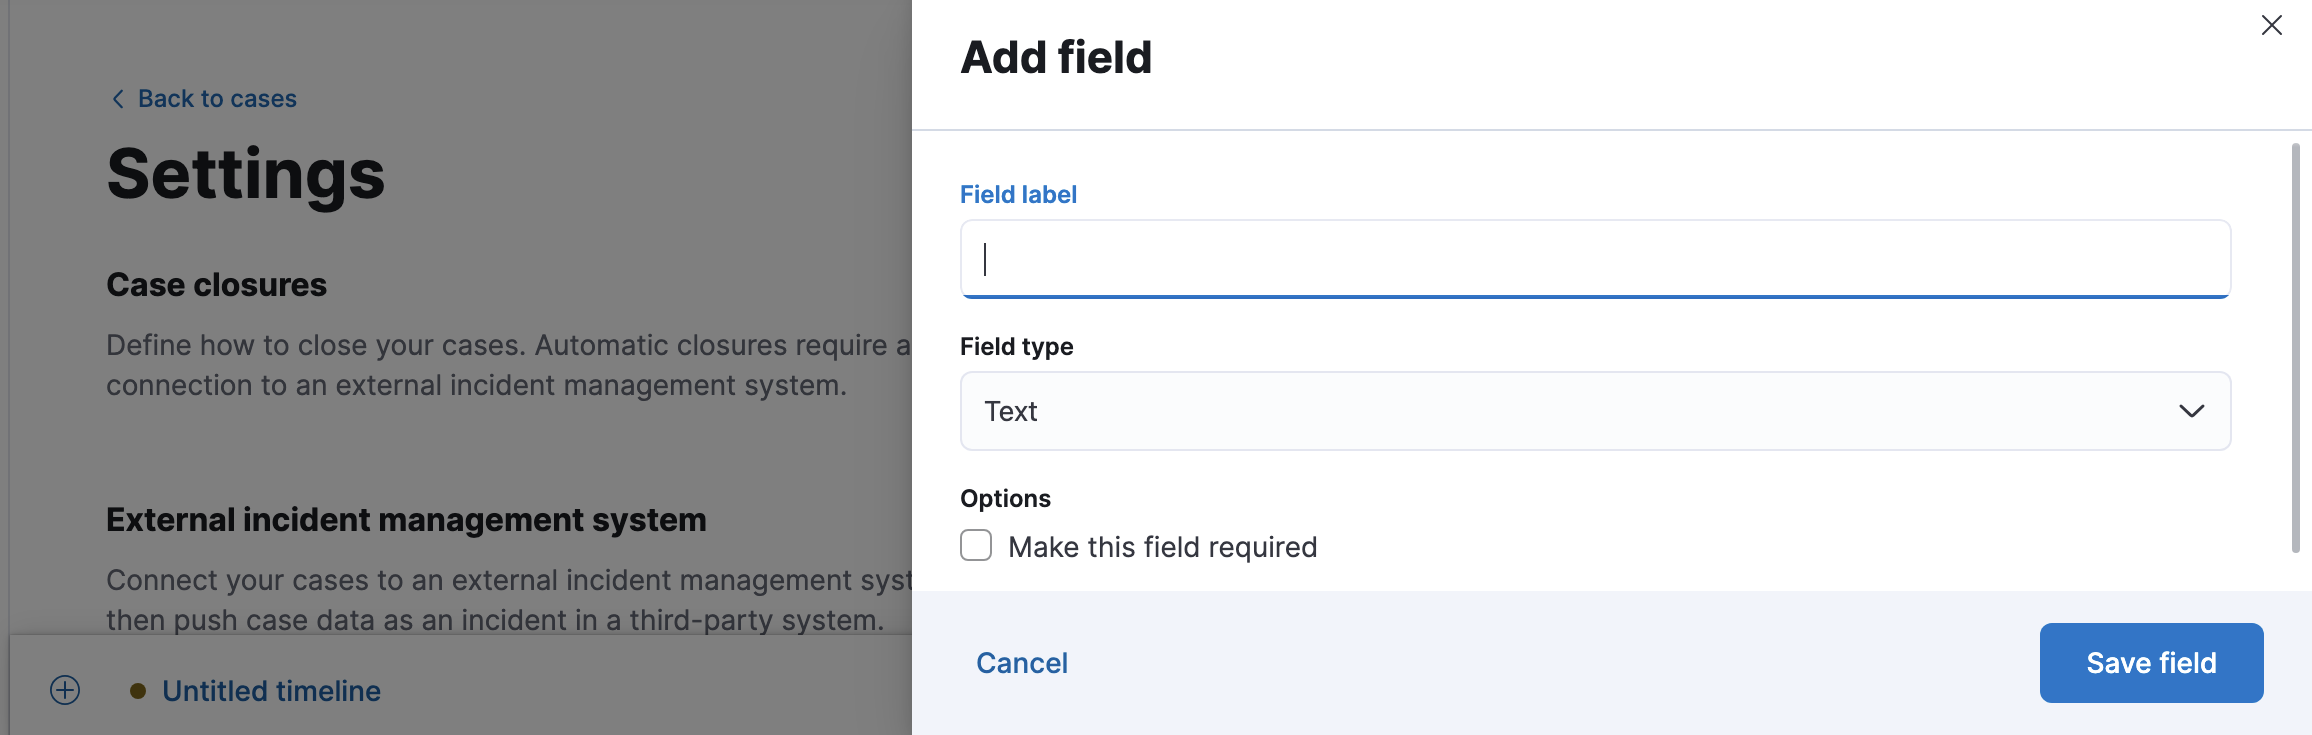 Back to cases
Settings
Case closures
Define how to close your cases. Automatic closures require a
connection to an external incident management system.
External incident management system
Connect your cases to an external incident management syst
then push case data as an incident in a third-party system.
Untitled timeline
Add field
Field label
Field type
Text
Options
Make this field required
Cancel
Save field